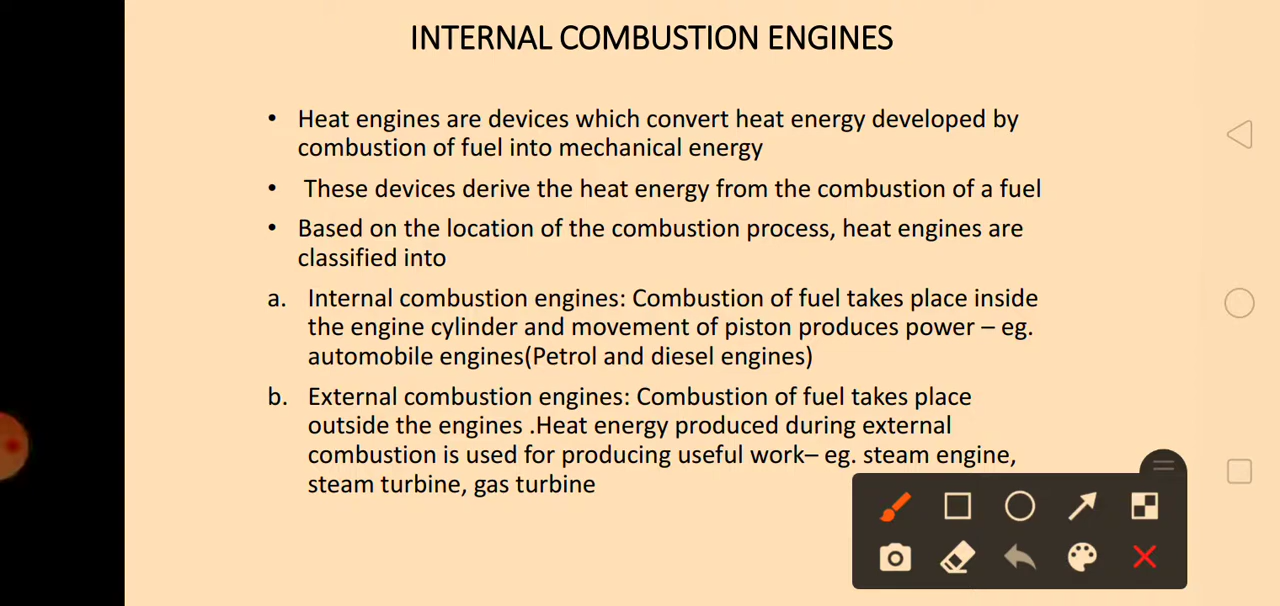 INTERNAL COMBUSTION ENGINES
• Heat engines are devices which convert heat energy developed by
combustion of fuel into mechanical energy
• These devices derive the heat energy from the combustion of a fuel
• Based on the location of the combustion process, heat engines are
classified into
a. Internal combustion engines: Combustion of fuel takes place inside
the engine cylinder and movement of piston produces power – eg.
automobile engines(Petrol and diesel engines)
b. External combustion engines: Combustion of fuel takes place
outside the engines .Heat energy produced during external
combustion is used for producing useful work– eg. steam engine,
steam turbine, gas turbine